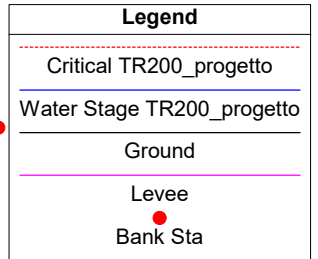 Legend
Critical TR200_progetto
Water Stage TR200_progetto
Ground
Levee
Bank Sta